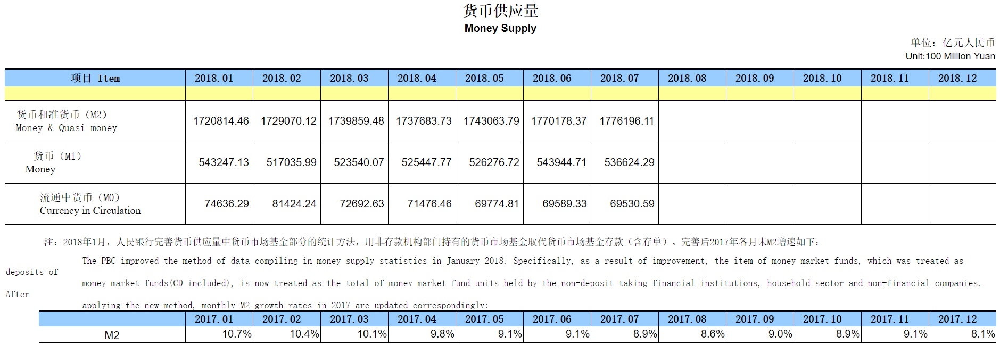 货币供应量
Money Supply
单位：亿元人民币
Unit:100 Million Yuan
项目 Item 2018.01 2018.02 2018.03 2018.04 2018.05 2018.06 2018.07 2018.08 2018.09 2018.10 2018.11 2018.12
货币和准货币（M2）
Money & Quasi-money
1720814.46 1729070.12 1739859.48 1737683.73 1743063.79 1770178.37 1776196.11
货币（M1）
Money
543247.13 517035.99 523540.07 525447.77 526276.72 543944.71 536624.29
流通中货币（M0）
Currency in Circulation
74636.29 81424.24 72692.63 71476.46 69774.81 69589.33 69530.59
注：2018年1月，人民银行完善货币供应量中货币市场基金部分的统计方法，用非存款机构部门持有的货币市场基金取代货币市场基金存款（含存单）。完善后2017年各月末M2增速如下：
The PBC improved the method of data compiling in money supply statistics in January 2018. Specifically, as a result of improvement, the item of money market funds, which was treated as
deposits of
money market funds(CD included), is now treated as the total of money market fund units held by the non-deposit taking financial institutions, household sector and non-financial companies.
After
applying the new method, monthly M2 growth rates in 2017 are updated correspondingly:
2017.01 2017.02 2017.03 2017.04 2017.05 2017.06 2017.07 2017.08 2017.09 2017.10 2017.11 2017.12
M2 10.7% 10.4% 10.1% 9.8% 9.1% 9.1% 8.9% 8.6% 9.0% 8.9% 9.1% 8.1%